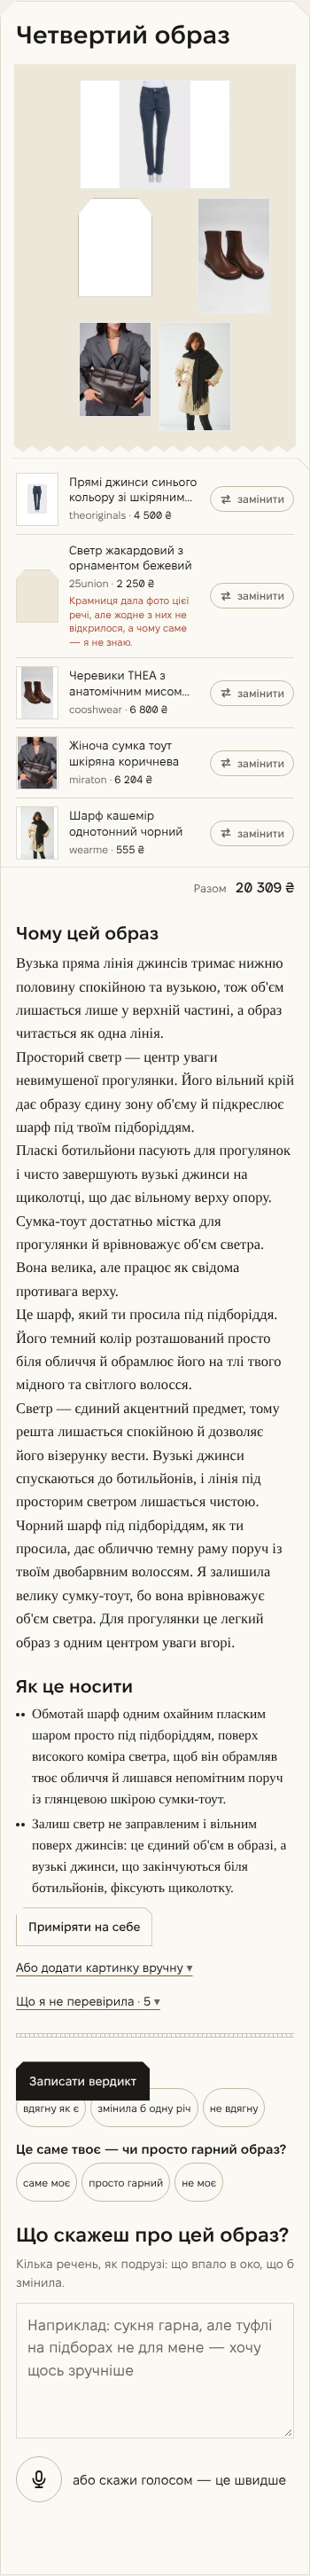 Четвертий образ
Прямі джинси синього
кольору зі шкіряним...
theoriginals · 4 500 ₴
замінити
Светр жакардовий з
орнаментом бежевий
25union · 2 250 ₴
Крамниця дала фото цієї
речі, але жодне з них не
відкрилося, а чому саме
— я не знаю.
замінити
Черевики THEA з
анатомічним мисом...
cooshwear · 6 800 ₴
замінити
Жіноча сумка тоут
шкіряна коричнева
miraton · 6 204 ₴
замінити
Шарф кашемір
однотонний чорний
wearme · 555 ₴
замінити
Разом 20 309 ₴
Чому цей образ
Вузька пряма лінія джинсів тримає нижню
половину спокійною та вузькою, тож об'єм
лишається лише у верхній частині, а образ
читається як одна лінія.
Просторий светр — центр уваги
невимушеної прогулянки. Його вільний крій
дає образу єдину зону об'єму й підкреслює
шарф під твоїм підборіддям.
Пласкі ботильйони пасують для прогулянок
і чисто завершують вузькі джинси на
щиколотці, що дає вільному верху опору.
Сумка-тоут достатньо містка для
прогулянки й врівноважує об'єм светра.
Вона велика, але працює як свідома
противага верху.
Це шарф, який ти просила під підборіддя.
Його темний колір розташований просто
біля обличчя й обрамлює його на тлі твого
мідного та світлого волосся.
Светр — єдиний акцентний предмет, тому
решта лишається спокійною й дозволяє
його візерунку вести. Вузькі джинси
спускаються до ботильйонів, і лінія під
просторим светром лишається чистою.
Чорний шарф під підборіддям, як ти
просила, дає обличчю темну раму поруч із
твоїм двобарвним волоссям. Я залишила
велику сумку-тоут, бо вона врівноважує
об'єм светра. Для прогулянки це легкий
образ з одним центром уваги вгорі.
Як це носити
Обмотай шарф одним охайним пласким
шаром просто під підборіддям, поверх
високого коміра светра, щоб він обрамляв
твоє обличчя й лишався непомітним поруч
із глянцевою шкірою сумки-тоут.
Залиш светр не заправленим і вільним
поверх джинсів: це єдиний об'єм в образі, а
вузькі джинси, що закінчуються біля
ботильйонів, фіксують щиколотку.
Приміряти на себе
Або додати картинку вручну ▾
Що я не перевірила · 5 ▾
Записати вердикт
вдягну як є
змінила б одну річ
не вдягну
Це саме твоє — чи просто гарний образ?
саме моє
просто гарний
не моє
Що скажеш про цей образ?
Кілька речень, як подрузі: що впало в око, що б
змінила.
Наприклад: сукня гарна, але туфлі
на підборах не для мене — хочу
щось зручніше
або скажи голосом — це швидше